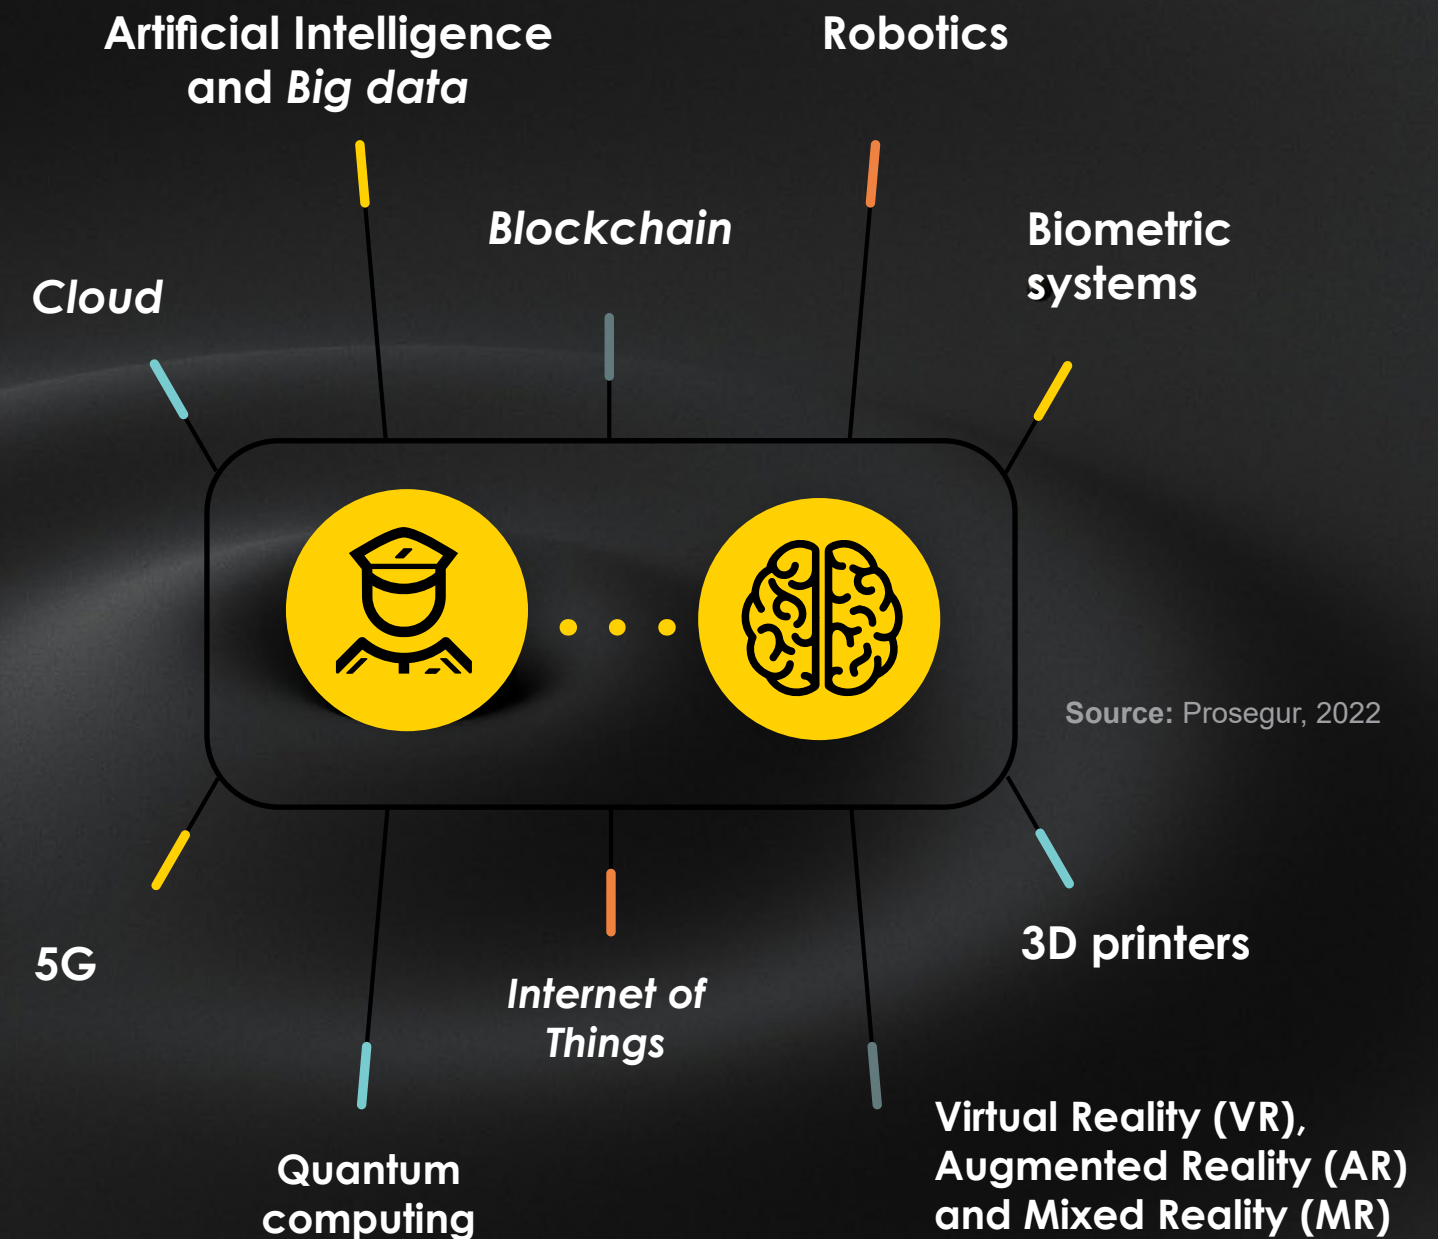 Artificial Intelligence
and Big data
Robotics
Blockchain
Biometric
systems
Cloud
Source: Prosegur, 2022
5G
3D printers
Internet of
Things
Quantum
computing
Virtual Reality (VR),
Augmented Reality (AR)
and Mixed Reality (MR)